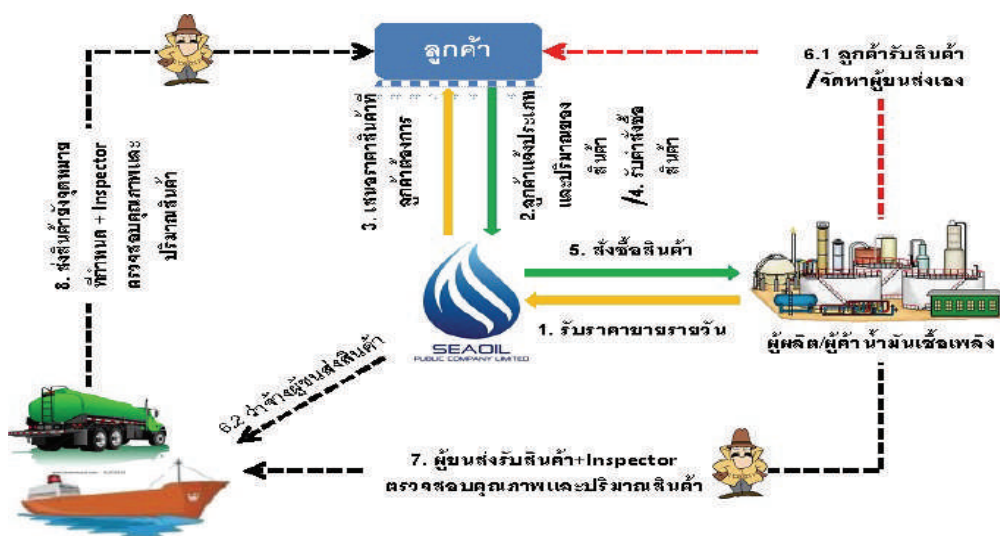 ลูกค้า
6.1 ลูกค้ารับสินค้า
/จัดหาผู้ขนส่งเอง
8. ส่งสินค้ายังจุดหมาย
ที่กำหนด + Inspector
ตรวจสอบคุณภาพและ
ปริมาณสินค้า
3. เสนอราคาสินค้าที่
ลูกค้าต้องการ
2.ลูกค้าแจ้งประเภท
และปริมาณของ
สินค้า
/4. รับคำสั่งซื้อ
สินค้า
5. สั่งซื้อสินค้า
1. รับราคาขายรายวัน
SEAOIL
PUBLIC COMPANY LIMITED
ผู้ผลิต/ผู้ค้าน้ำมันเชื้อเพลิง
6.2 ว่าจ้างผู้ขนส่งสินค้า
7. ผู้ขนส่งรับสินค้า+Inspector
ตรวจสอบคุณภาพและปริมาณสินค้า